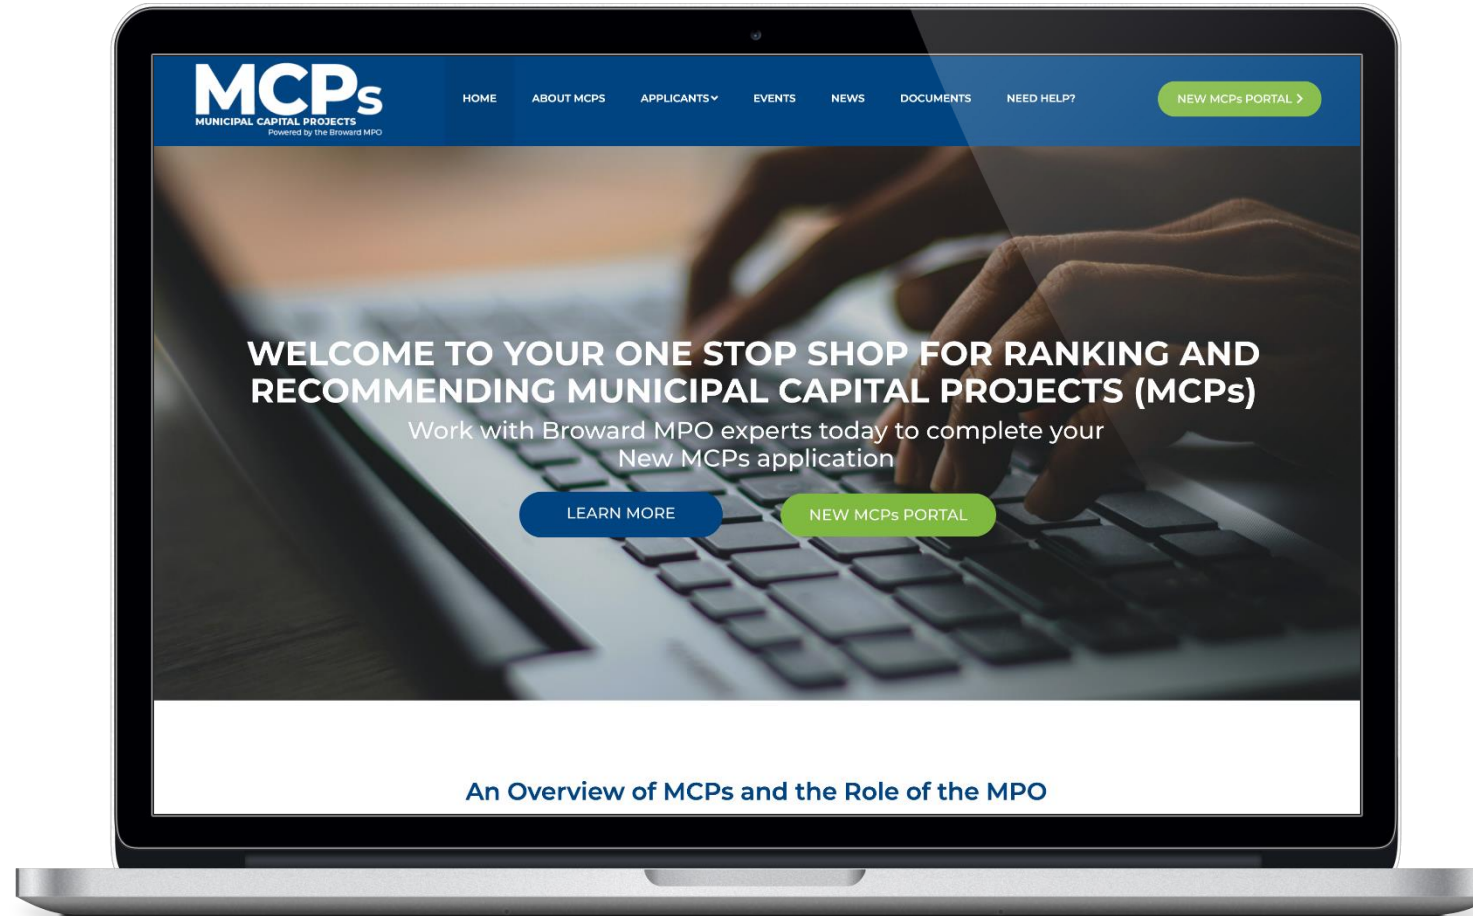 MCPs
MUNICIPAL CAPITAL PROJECTS
Powered by the Broward MPO
HOME
ABOUT MCPS
APPLICANTS
EVENTS
NEWS
DOCUMENTS
NEED HELP?
NEW MCPs PORTAL >
WELCOME TO YOUR ONE STOP SHOP FOR RANKING AND
RECOMMENDING MUNICIPAL CAPITAL PROJECTS (MCPs)
Work with Broward MPO experts today to complete your
New MCPs application
LEARN MORE
NEW MCPs PORTAL
An Overview of MCPs and the Role of the MPO